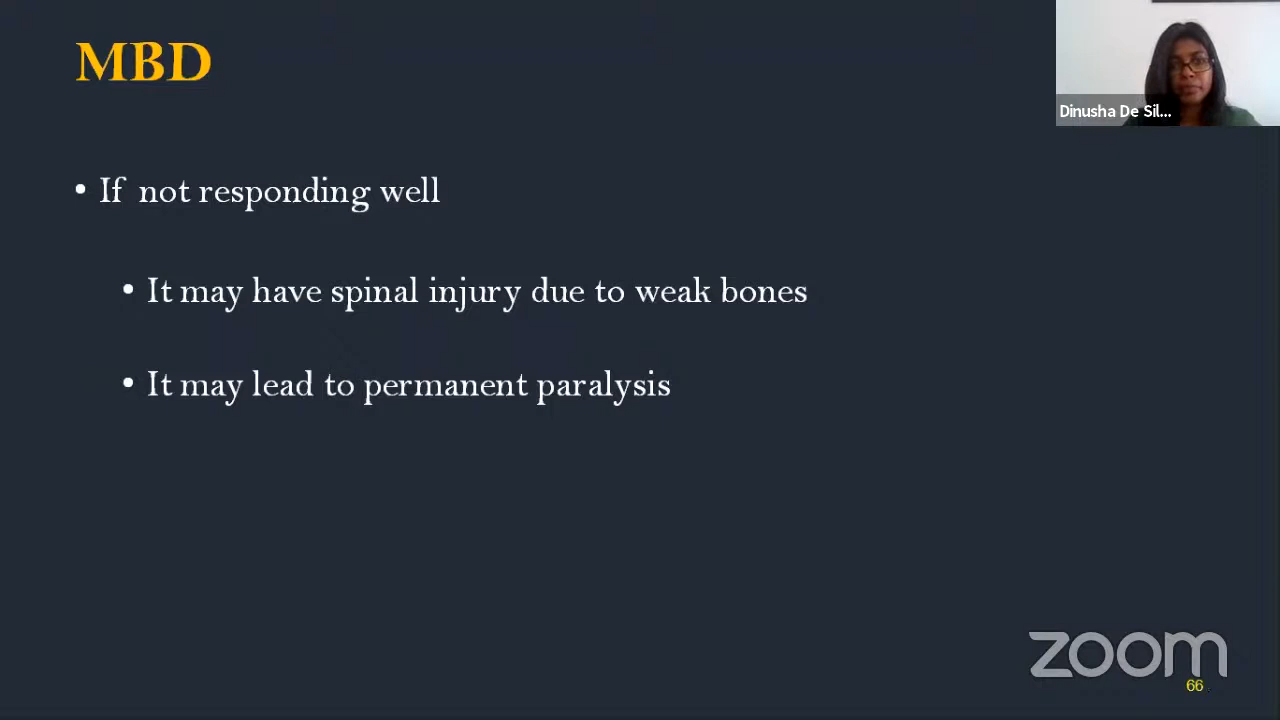 MBD
Dinusha De Sil...
• If not responding well
• It may have spinal injury due to weak bones
• It may lead to permanent paralysis
zoom
66